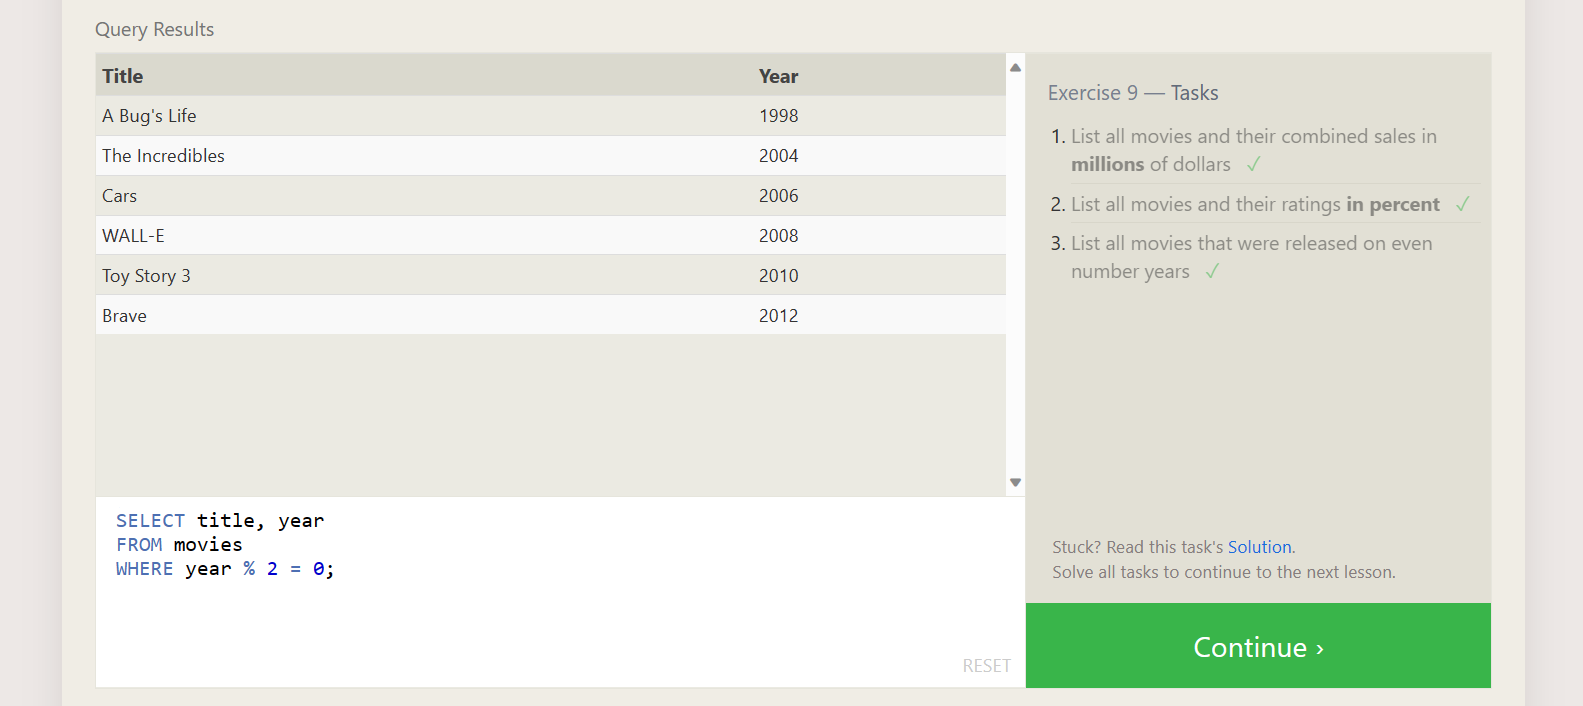 Query Results
Title Year
A Bug's Life 1998
The Incredibles 2004
Cars 2006
WALL-E 2008
Toy Story 3 2010
Brave 2012
SELECT title, year
FROM movies
WHERE year % 2 = 0;
RESET
Exercise 9 — Tasks
1. List all movies and their combined sales in
millions of dollars ✓
2. List all movies and their ratings in percent ✓
3. List all movies that were released on even
number years ✓
Stuck? Read this task's Solution.
Solve all tasks to continue to the next lesson.
Continue ›